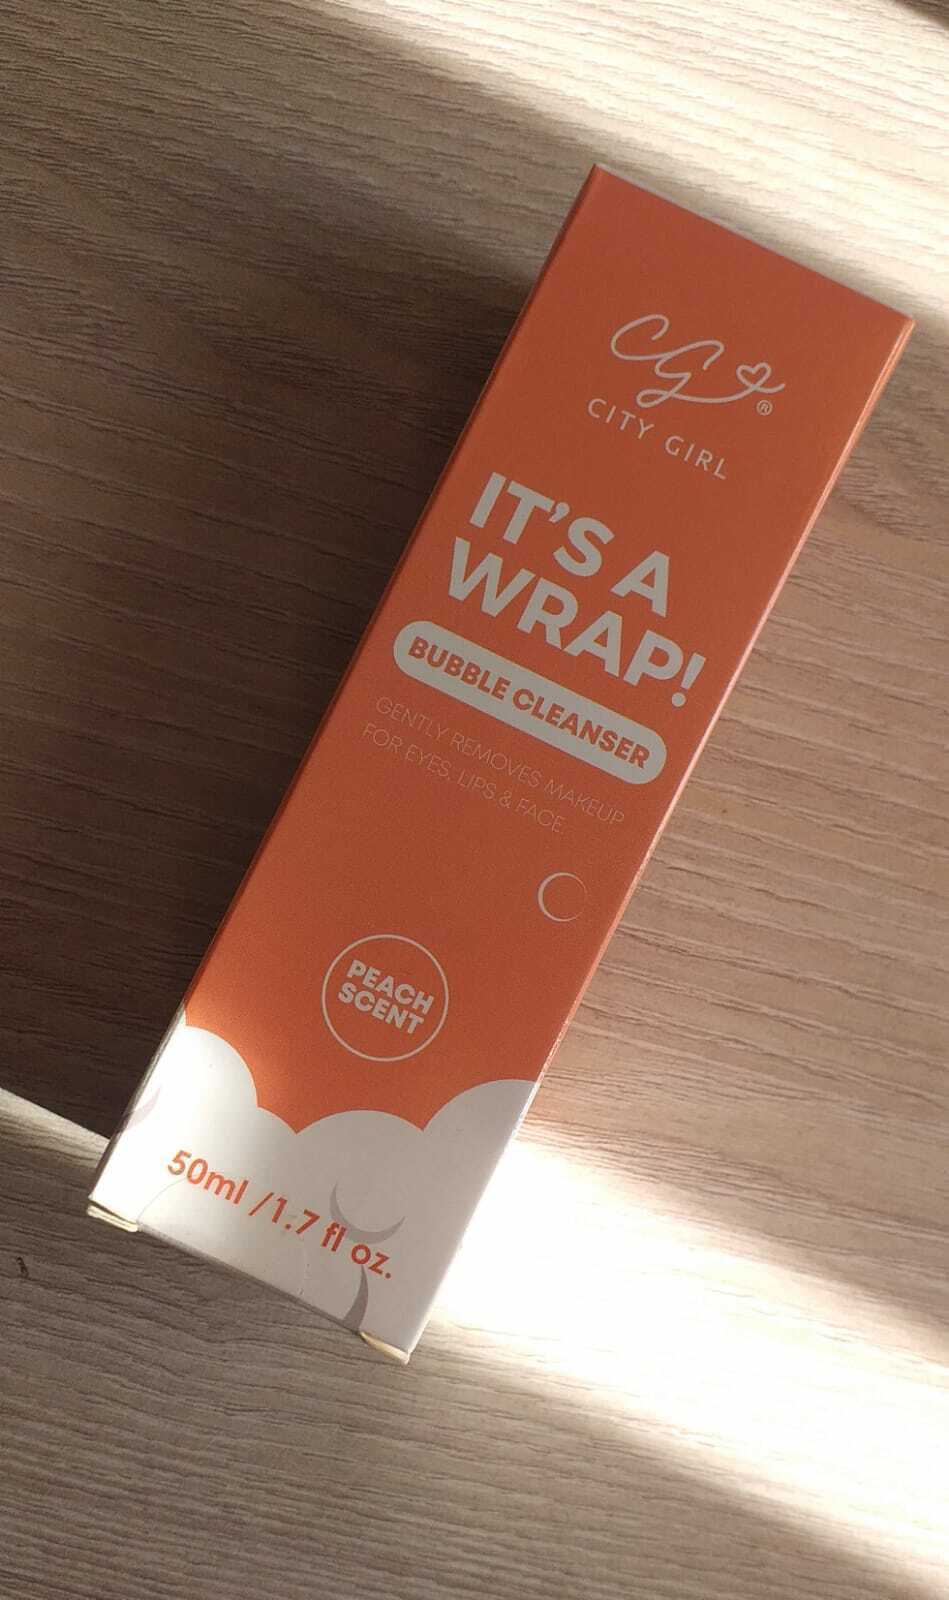 CG
®
CITY GIRL
IT'S A
WRAP!
BUBBLE CLEANSER
GENTLY REMOVES MAKEUP
FOR EYES, LIPS & FACE.
PEACH
SCENT
50ml /1.7 fl oz.